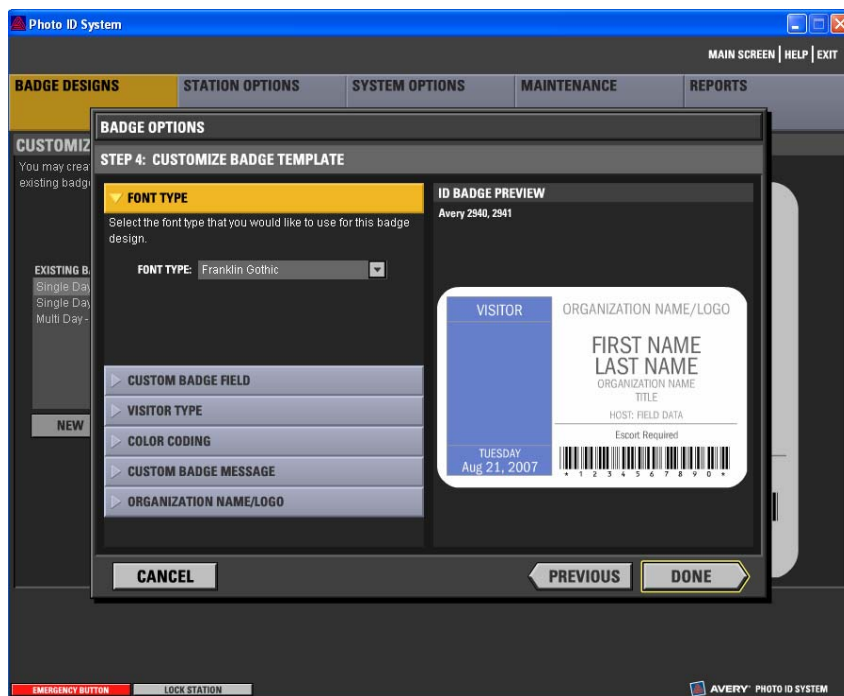 Photo ID System
MAIN SCREEN | HELP | EXIT
BADGE DESIGNS
STATION OPTIONS
SYSTEM OPTIONS
MAINTENANCE
REPORTS
CUSTOMIZ
You may crea
existing badg
EXISTING B
Single Day
Single Day
Multi Day -
NEW
BADGE OPTIONS
STEP 4: CUSTOMIZE BADGE TEMPLATE
FONT TYPE
Select the font type that you would like to use for this badge
design.
FONT TYPE: Franklin Gothic
CUSTOM BADGE FIELD
VISITOR TYPE
COLOR CODING
CUSTOM BADGE MESSAGE
ORGANIZATION NAME/LOGO
ID BADGE PREVIEW
Avery 2940, 2941
VISITOR
TUESDAY
Aug 21, 2007
ORGANIZATION NAME/LOGO
FIRST NAME
LAST NAME
ORGANIZATION NAME
TITLE
HOST: FIELD DATA
Escort Required
* 1 2 3 4 5 6 7 8 9 0 *
CANCEL
PREVIOUS
DONE
EMERGENCY BUTTON
LOCK STATION
AVERY PHOTO ID SYSTEM